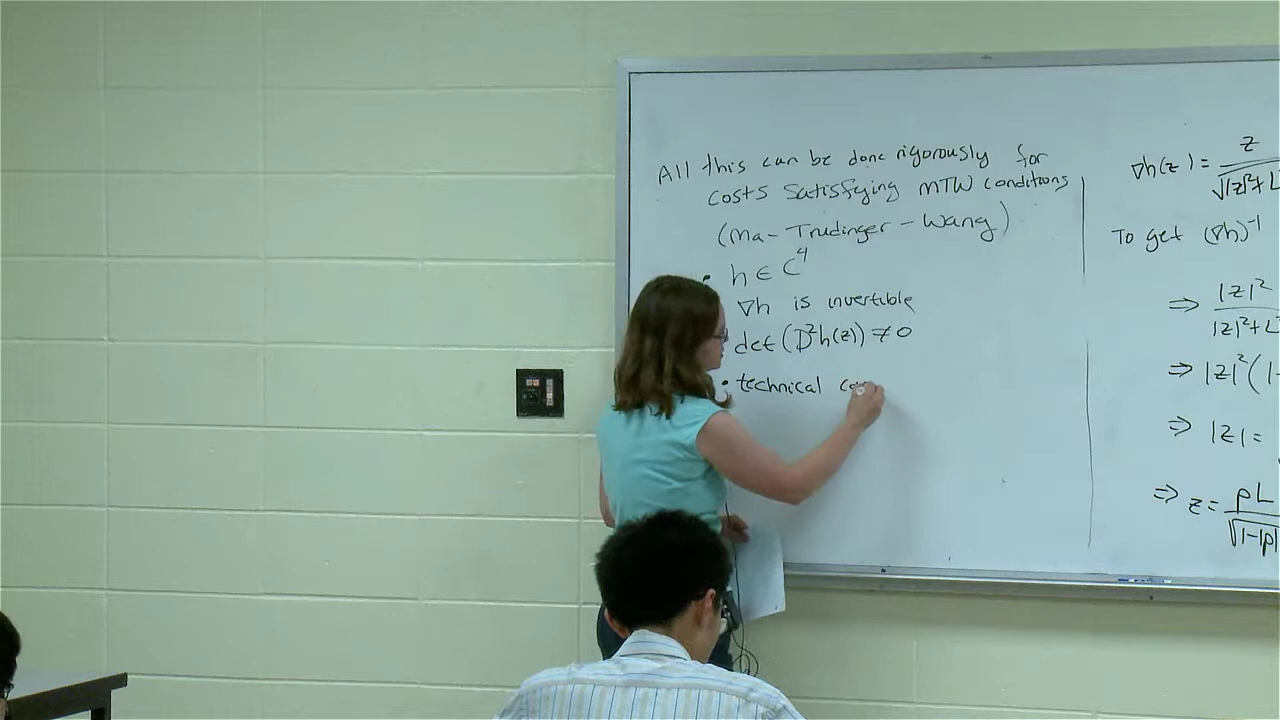 All this can be done rigorously for
costs satisfying MTW conditions
(Ma-Trudinger-Wang)
• h ∈ C⁴
∇h is invertible
det(D²h(z)) ≠ 0
• technical
∇h(z) = z / √|z|²+L
To get (∇h)⁻¹
⇒ |z|² / |z|²+L
⇒ |z|²(1-
⇒ |z| =
⇒ z = pL / √1-|p|